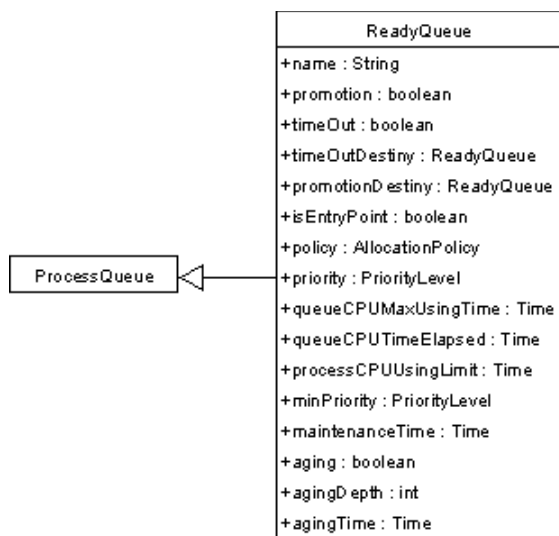 ReadyQueue
+name : String
+promotion : boolean
+timeOut : boolean
+timeOutDestiny : ReadyQueue
+promotionDestiny : ReadyQueue
+isEntryPoint : boolean
+policy : AllocationPolicy
ProcessQueue
+priority : PriorityLevel
+queueCPUMaxUsingTime : Time
+queueCPUTimeElapsed : Time
+processCPUUsingLimit : Time
+minPriority : PriorityLevel
+maintenanceTime : Time
+aging : boolean
+agingDepth : int
+agingTime : Time